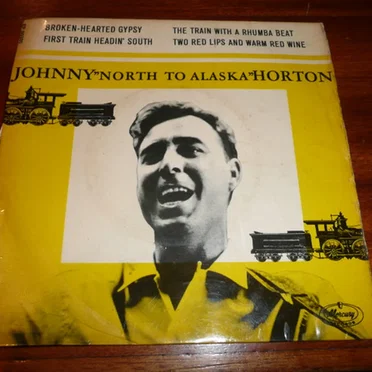 BROKEN-HEARTED GYPSY
THE TRAIN WITH A RHUMBA BEAT
FIRST TRAIN HEADIN' SOUTH
TWO RED LIPS AND WARM RED WINE
JOHNNY "NORTH TO ALASKA" HORTON
Mercury